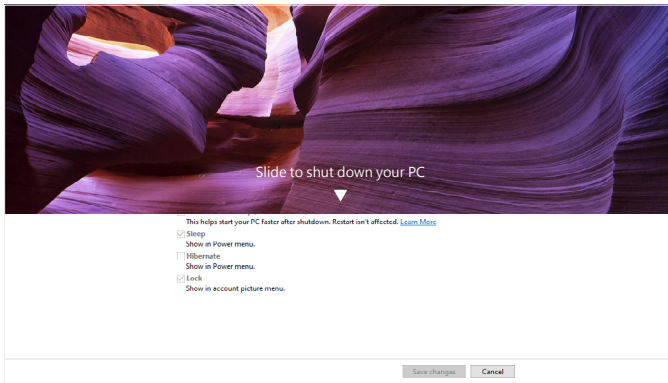 Slide to shut down your PC
This helps start your PC faster after shutdown. Restart isn't affected. Learn More
Sleep
Show in Power menu.
Hibernate
Show in Power menu.
Lock
Show in account picture menu.
Save changes Cancel